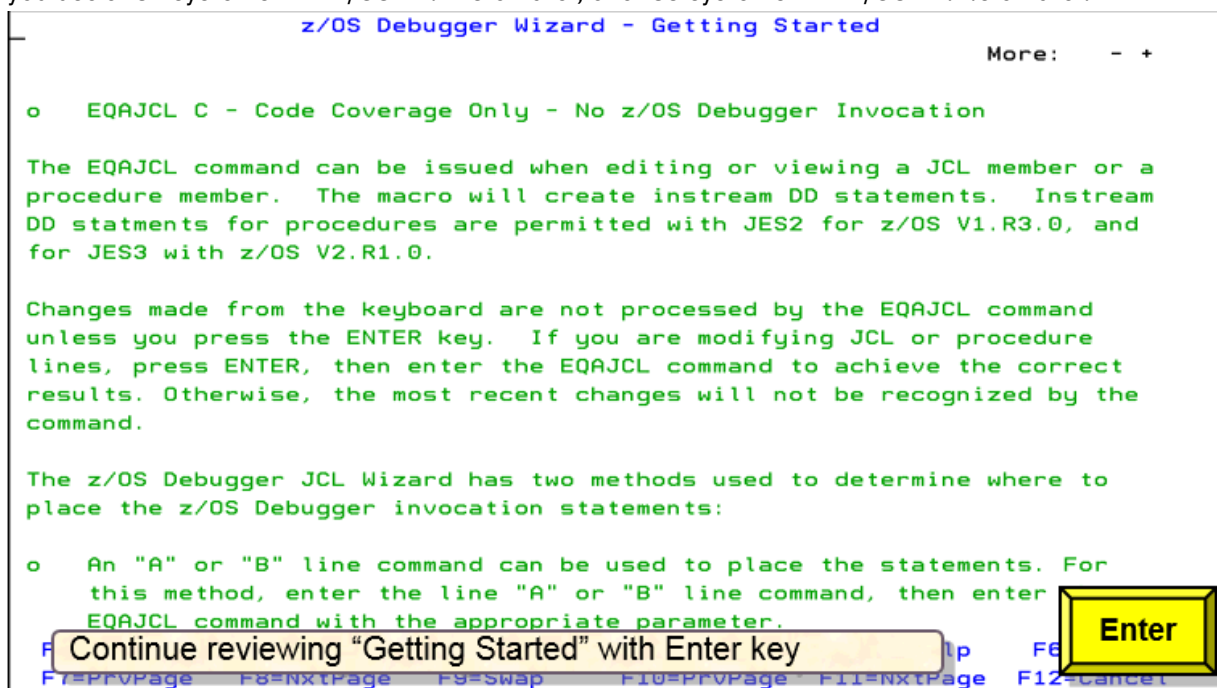 z/OS Debugger Wizard - Getting Started
More: - +
o EQAJCL C - Code Coverage Only - No z/OS Debugger Invocation
The EQAJCL command can be issued when editing or viewing a JCL member or a
procedure member. The macro will create instream DD statements. Instream
DD statments for procedures are permitted with JES2 for z/OS V1.R3.0, and
for JES3 with z/OS V2.R1.0.
Changes made from the keyboard are not processed by the EQAJCL command
unless you press the ENTER key. If you are modifying JCL or procedure
lines, press ENTER, then enter the EQAJCL command to achieve the correct
results. Otherwise, the most recent changes will not be recognized by the
command.
The z/OS Debugger JCL Wizard has two methods used to determine where to
place the z/OS Debugger invocation statements:
o An "A" or "B" line command can be used to place the statements. For
this method, enter the line "A" or "B" line command, then enter
EQAJCL command with the appropriate parameter.
Continue reviewing “Getting Started” with Enter key
Enter
F7=PrvPage F8=NxtPage F9=Swap F10=PrvPage F11=NxtPage F12=Cancel